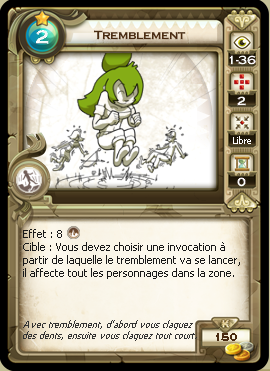 2
TREMBLEMENT
1-36
2
Libre
0
Effet : 8
Cible : Vous devez choisir une invocation à
partir de laquelle le tremblement va se lancer,
il affecte tout les personnages dans la zone.
Avec tremblement, d'abord vous claquez
des dents, ensuite vous claquez tout court
K
150